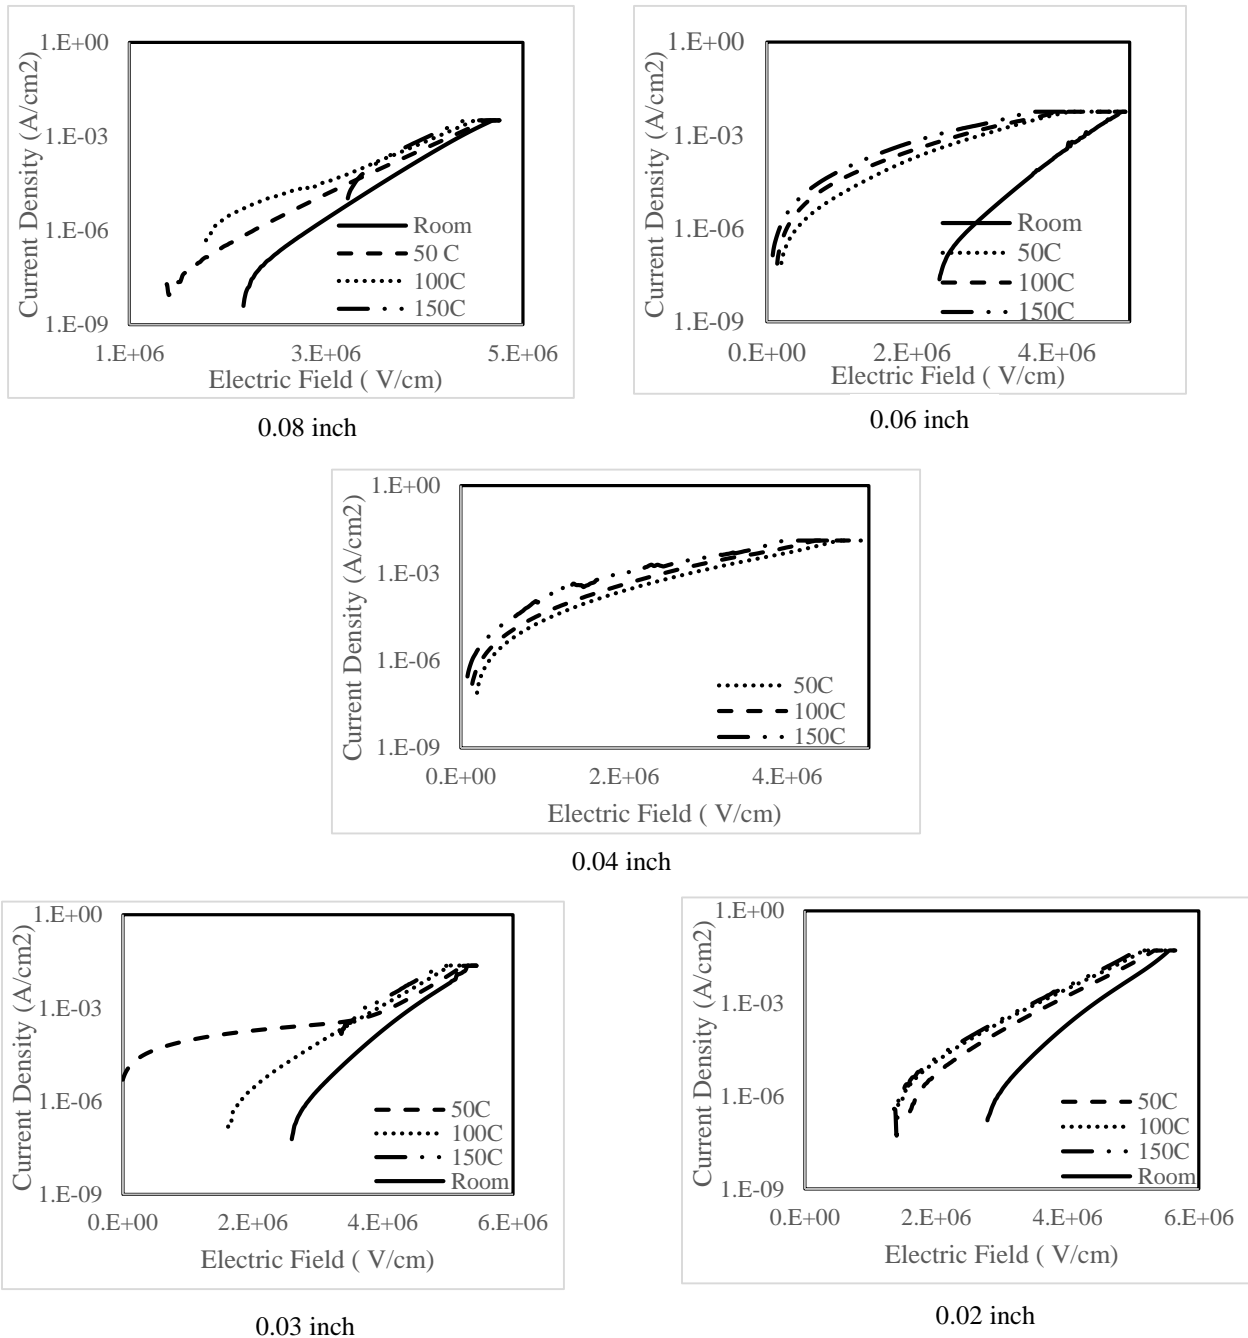 Current Density (A/cm2)
1.E+00
1.E-03
1.E-06
1.E-09
Room
50 C
100C
150C
1.E+06
3.E+06
5.E+06
Electric Field ( V/cm)
0.08 inch
Current Density (A/cm2)
1.E+00
1.E-03
1.E-06
1.E-09
Room
50C
100C
150C
0.E+00
2.E+06
4.E+06
Electric Field ( V/cm)
0.06 inch
Current Density (A/cm2)
1.E+00
1.E-03
1.E-06
1.E-09
50C
100C
150C
0.E+00
2.E+06
4.E+06
Electric Field ( V/cm)
0.04 inch
Current Density (A/cm2)
1.E+00
1.E-03
1.E-06
1.E-09
50C
100C
150C
Room
0.E+00
2.E+06
4.E+06
6.E+06
Electric Field ( V/cm)
0.03 inch
Current Density (A/cm2)
1.E+00
1.E-03
1.E-06
1.E-09
50C
100C
150C
Room
0.E+00
2.E+06
4.E+06
6.E+06
Electric Field ( V/cm)
0.02 inch